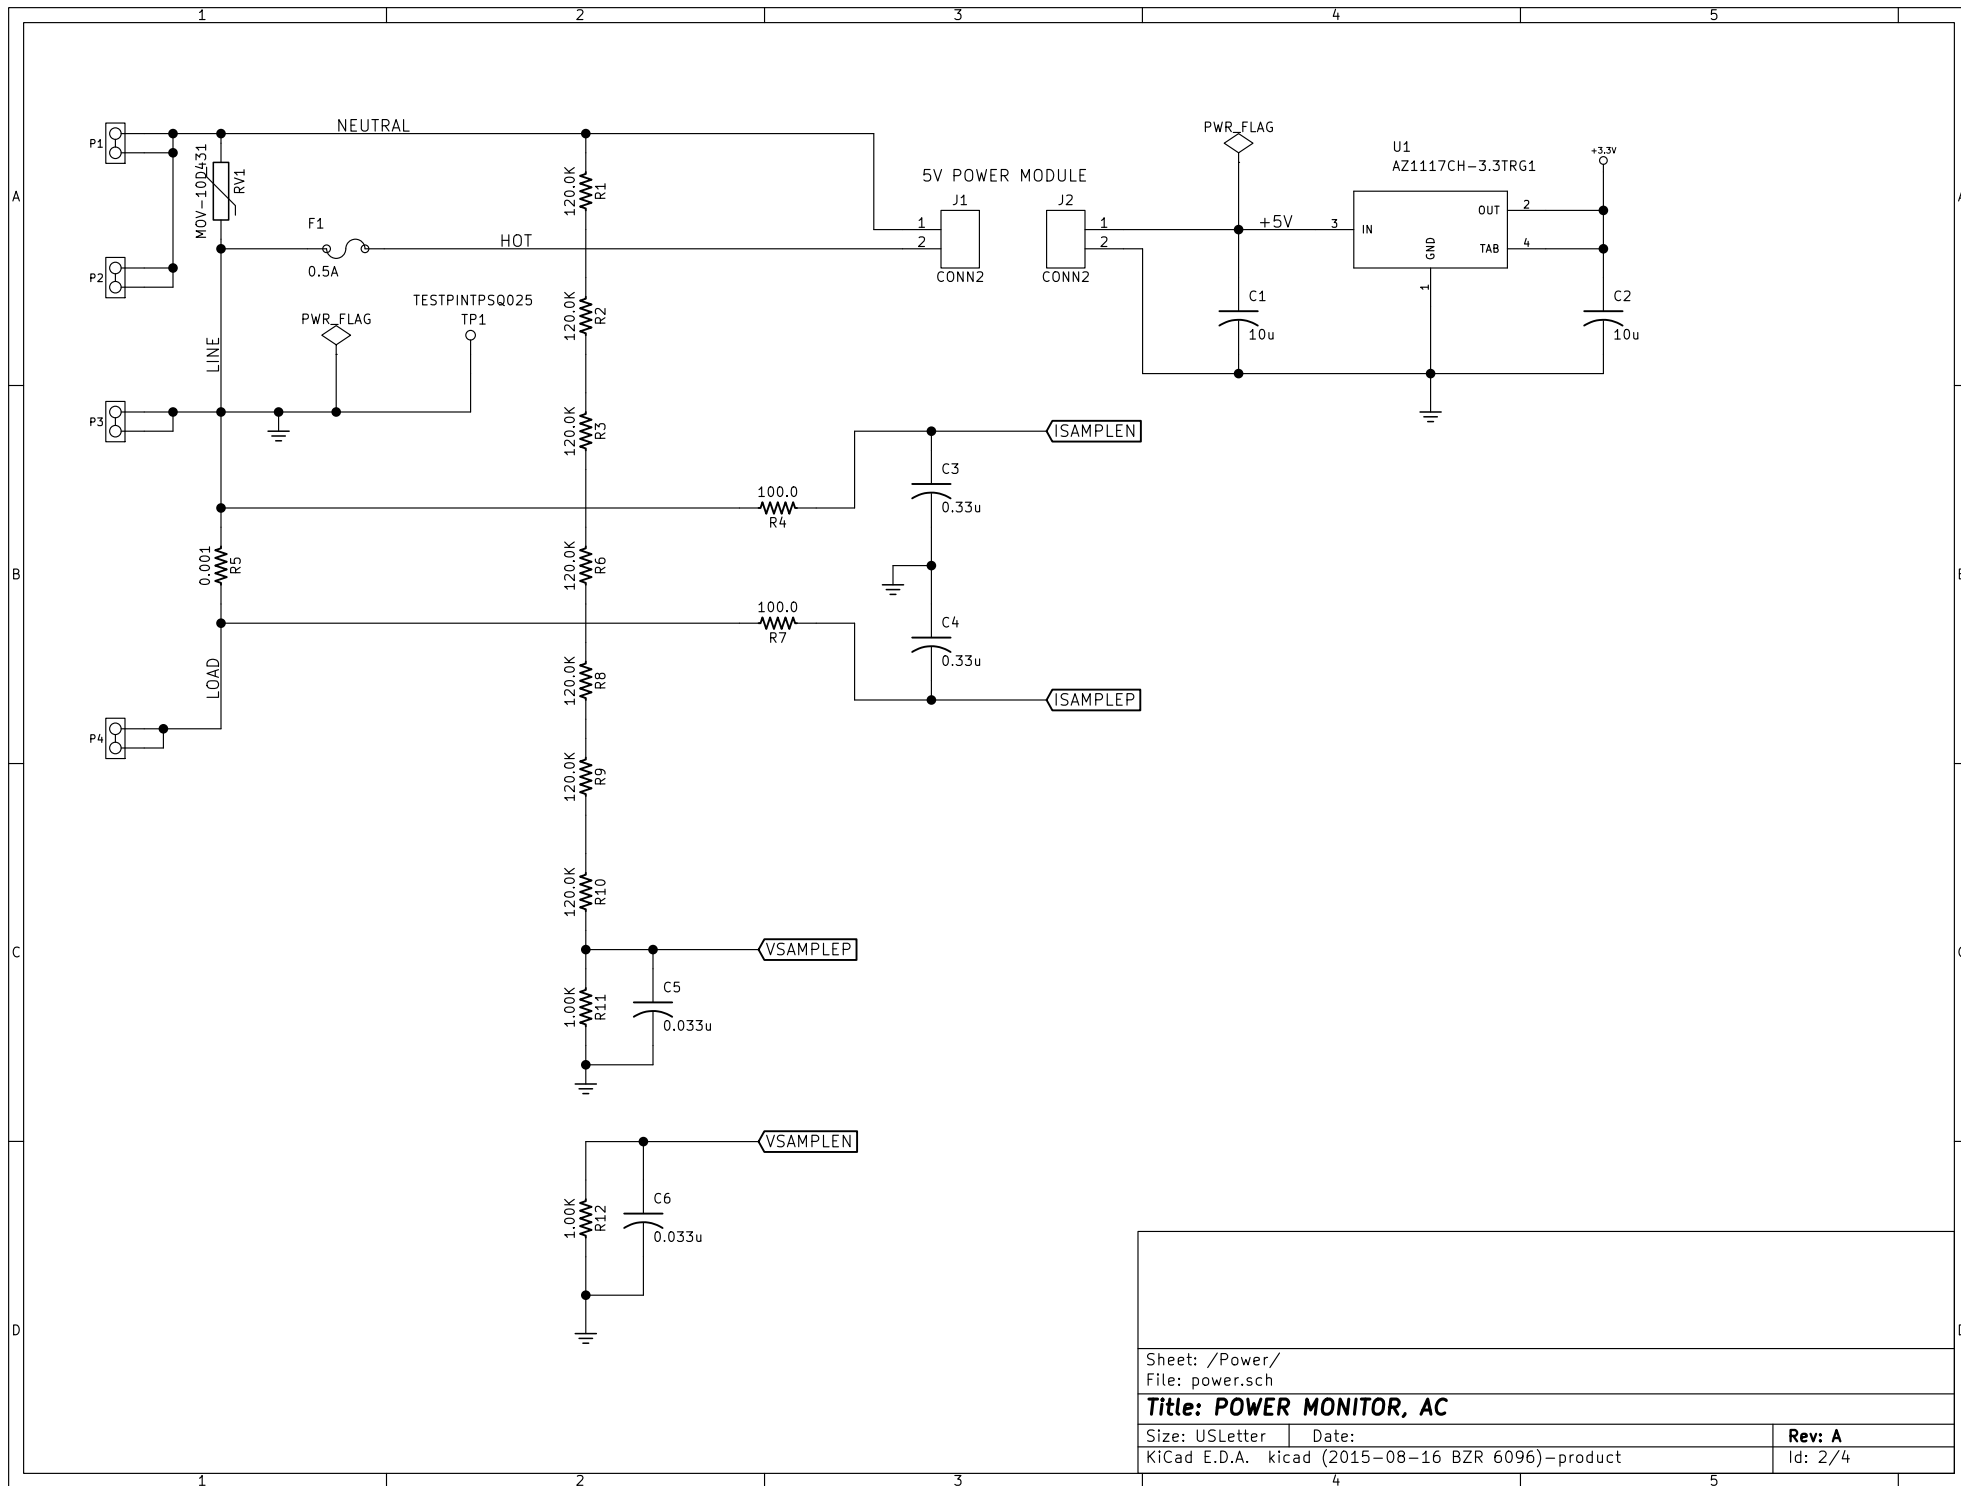 1 2 3 4 5
A
A
B
B
C
C
D
D
P1
MOV-10D431
RV1
NEUTRAL
120.0K
R1
5V POWER MODULE
J1
1
2
CONN2
J2
1
2
CONN2
PWR_FLAG
+5V
U1
AZ1117CH-3.3TRG1
3
IN
OUT
2
TAB
4
GND
1
+3.3V
F1
0.5A
HOT
P2
C1
10u
C2
10u
TESTPINTPSQ025
TP1
PWR_FLAG
LINE
120.0K
R2
P3
120.0K
R3
ISAMPLEN
C3
0.33u
100.0
R4
0.001
R5
120.0K
R6
100.0
R7
C4
0.33u
LOAD
120.0K
R8
ISAMPLEP
P4
120.0K
R9
120.0K
R10
VSAMPLEP
C5
0.033u
1.00K
R11
VSAMPLEN
C6
0.033u
1.00K
R12
Sheet: /Power/
File: power.sch
Title: POWER MONITOR, AC
Size: USLetter
Date:
Rev: A
KiCad E.D.A. kicad (2015-08-16 BZR 6096)-product
Id: 2/4
1 2 3 4 5